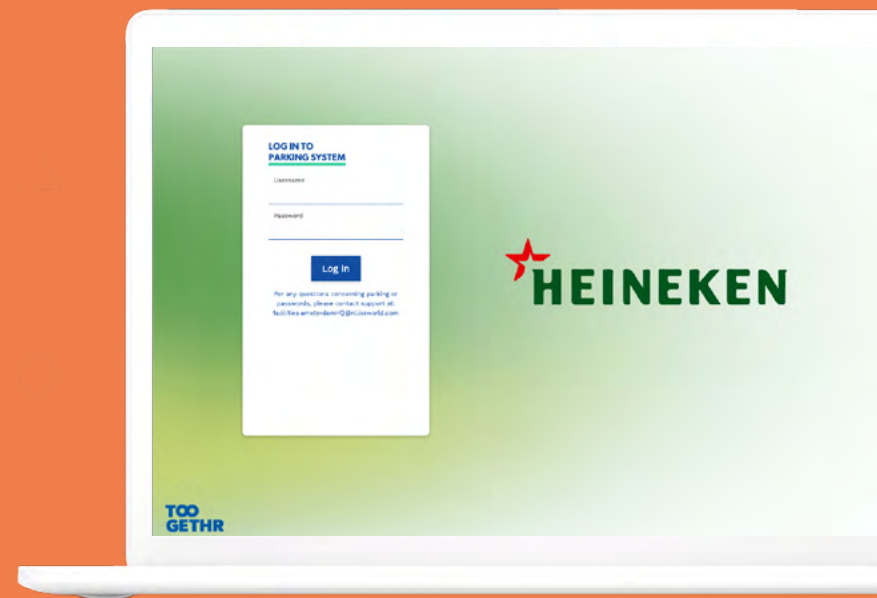 LOG IN TO
PARKING SYSTEM
Username
Password
Log in
For any questions concerning parking or
passwords, please contact support at:
HEINEKEN
TOO
GETHR